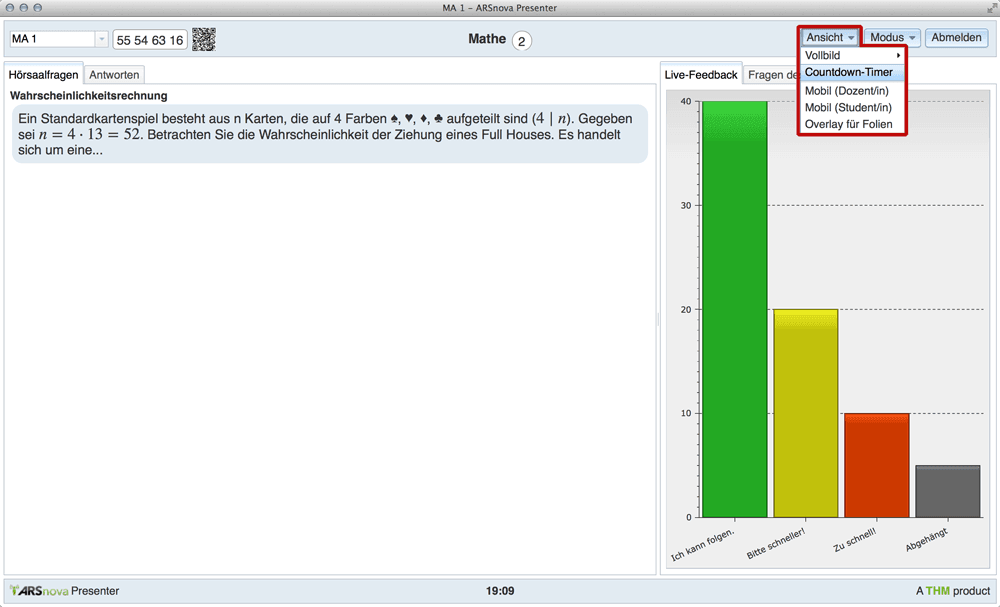 MA 1 – ARSnova Presenter
MA 1
55 54 63 16
Mathe 2
Ansicht
Modus
Abmelden
Vollbild
Countdown-Timer
Mobil (Dozent/in)
Mobil (Student/in)
Overlay für Folien
Hörsaalfragen
Antworten
Wahrscheinlichkeitsrechnung
Ein Standardkartenspiel besteht aus n Karten, die auf 4 Farben ♠, ♥, ♦, ♣ aufgeteilt sind (4 | n). Gegeben
sei n = 4 · 13 = 52. Betrachten Sie die Wahrscheinlichkeit der Ziehung eines Full Houses. Es handelt
sich um eine...
Live-Feedback
Fragen de
40
30
20
10
0
Ich kann folgen.
Bitte schneller!
Zu schnell!
Abgehängt
ARSnova Presenter
19:09
A THM product